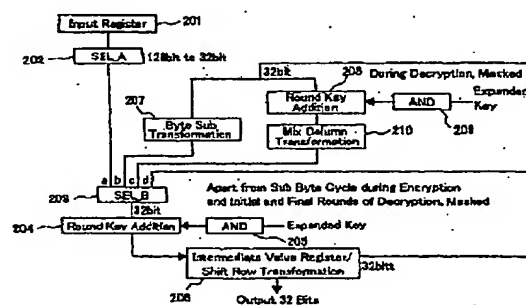 Input Register 201
202 SEL A 128bit to 32bit
32bit 208 During Decryption, Masked
207 Round Key Addition AND Expanded Key
Byte Sub Transformation 209
Mix Column Transformation 210
a b c d
203 SEL B
Apart from Sub Byte Cycle during Encryption and Initial and Final Rounds of Decryption, Masked
32bit
204 Round Key Addition AND Expanded Key
205
Intermediate Value Register/ Shift Row Transformation 32bit
206 Output 32 Bits